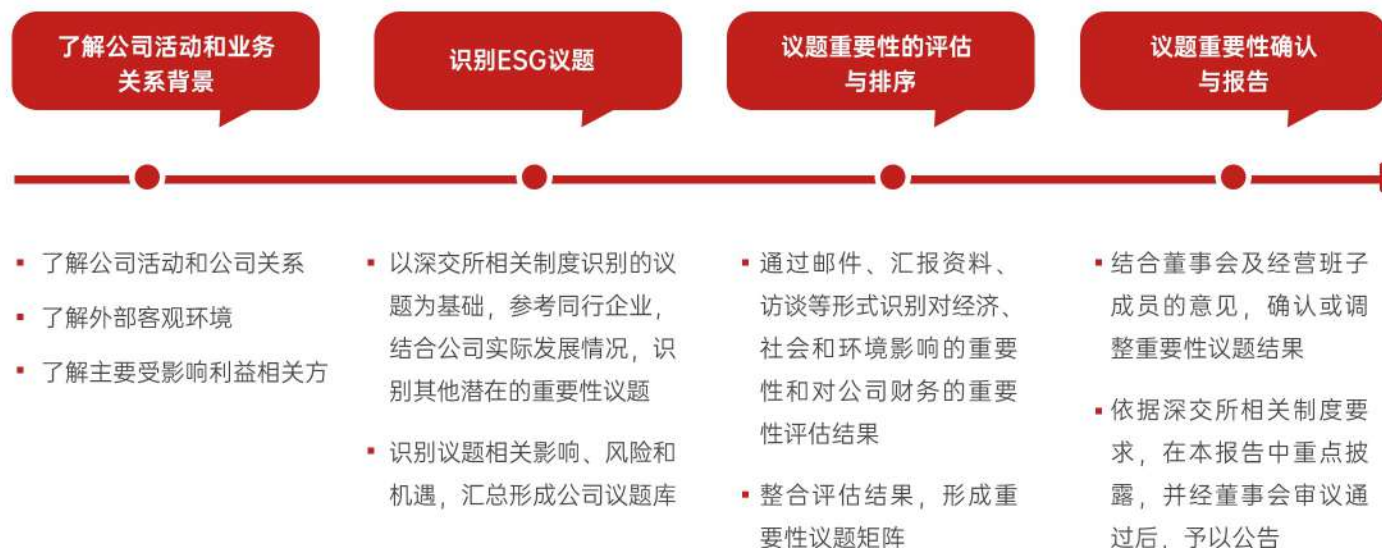 了解公司活动和业务
关系背景
识别ESG议题
议题重要性的评估
与排序
议题重要性确认
与报告
▪ 了解公司活动和公司关系
▪ 了解外部客观环境
▪ 了解主要受影响利益相关方
▪ 以深交所相关制度识别的议
题为基础，参考同行企业，
结合公司实际发展情况，识
别其他潜在的重要性议题
▪ 识别议题相关影响、风险和
机遇，汇总形成公司议题库
▪ 通过邮件、汇报资料、
访谈等形式识别对经济、
社会和环境影响的重要
性和对公司财务的重要
性评估结果
▪ 整合评估结果，形成重
要性议题矩阵
▪ 结合董事会及经营班子
成员的意见，确认或调
整重要性议题结果
▪ 依据深交所相关制度要
求，在本报告中重点披
露，并经董事会审议通
过后，予以公告